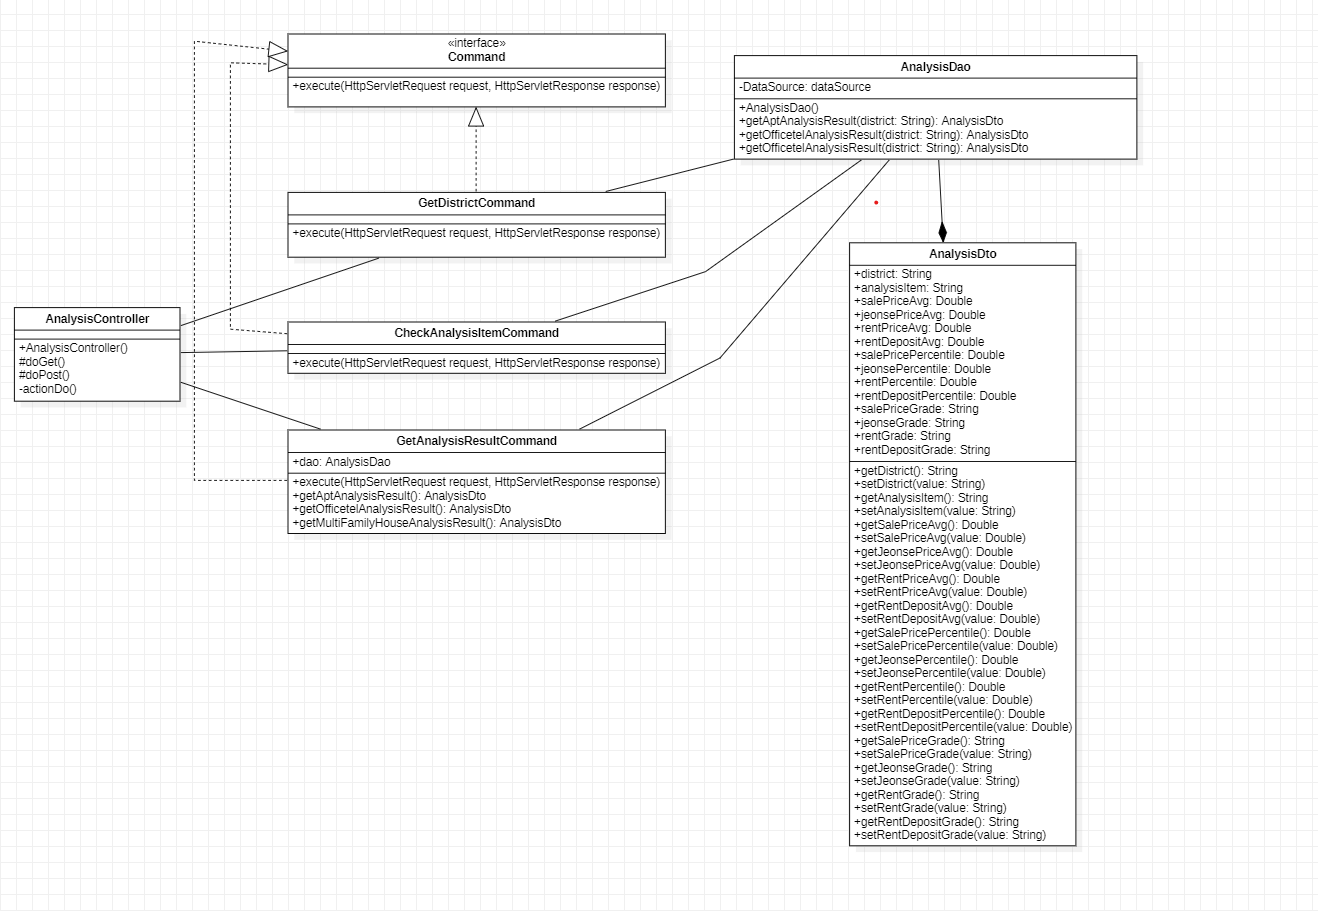 «interface»
Command
+execute(HttpServletRequest request, HttpServletResponse response)
AnalysisDao
-DataSource: dataSource
+AnalysisDao()
+getAptAnalysisResult(district: String): AnalysisDto
+getOfficetelAnalysisResult(district: String): AnalysisDto
+getOfficetelAnalysisResult(district: String): AnalysisDto
GetDistrictCommand
+execute(HttpServletRequest request, HttpServletResponse response)
AnalysisController
+AnalysisController()
#doGet()
#doPost()
-actionDo()
CheckAnalysisItemCommand
+execute(HttpServletRequest request, HttpServletResponse response)
GetAnalysisResultCommand
+dao: AnalysisDao
+execute(HttpServletRequest request, HttpServletResponse response)
+getAptAnalysisResult(): AnalysisDto
+getOfficetelAnalysisResult(): AnalysisDto
+getMultiFamilyHouseAnalysisResult(): AnalysisDto
AnalysisDto
+district: String
+analysisItem: String
+salePriceAvg: Double
+jeonsePriceAvg: Double
+rentPriceAvg: Double
+rentDepositAvg: Double
+salePricePercentile: Double
+jeonsePercentile: Double
+rentPercentile: Double
+rentDepositPercentile: Double
+salePriceGrade: String
+jeonseGrade: String
+rentGrade: String
+rentDepositGrade: String
+getDistrict(): String
+setDistrict(value: String)
+getAnalysisItem(): String
+setAnalysisItem(value: String)
+getSalePriceAvg(): Double
+setSalePriceAvg(value: Double)
+getJeonsePriceAvg(): Double
+setJeonsePriceAvg(value: Double)
+getRentPriceAvg(): Double
+setRentPriceAvg(value: Double)
+getRentDepositAvg(): Double
+setRentDepositAvg(value: Double)
+getSalePricePercentile(): Double
+setSalePricePercentile(value: Double)
+getJeonsePercentile(): Double
+setJeonsePercentile(value: Double)
+getRentPercentile(): Double
+setRentPercentile(value: Double)
+getRentDepositPercentile(): Double
+setRentDepositPercentile(value: Double)
+getSalePriceGrade(): String
+setSalePriceGrade(value: String)
+getJeonseGrade(): String
+setJeonseGrade(value: String)
+getRentGrade(): String
+setRentGrade(value: String)
+getRentDepositGrade(): String
+setRentDepositGrade(value: String)